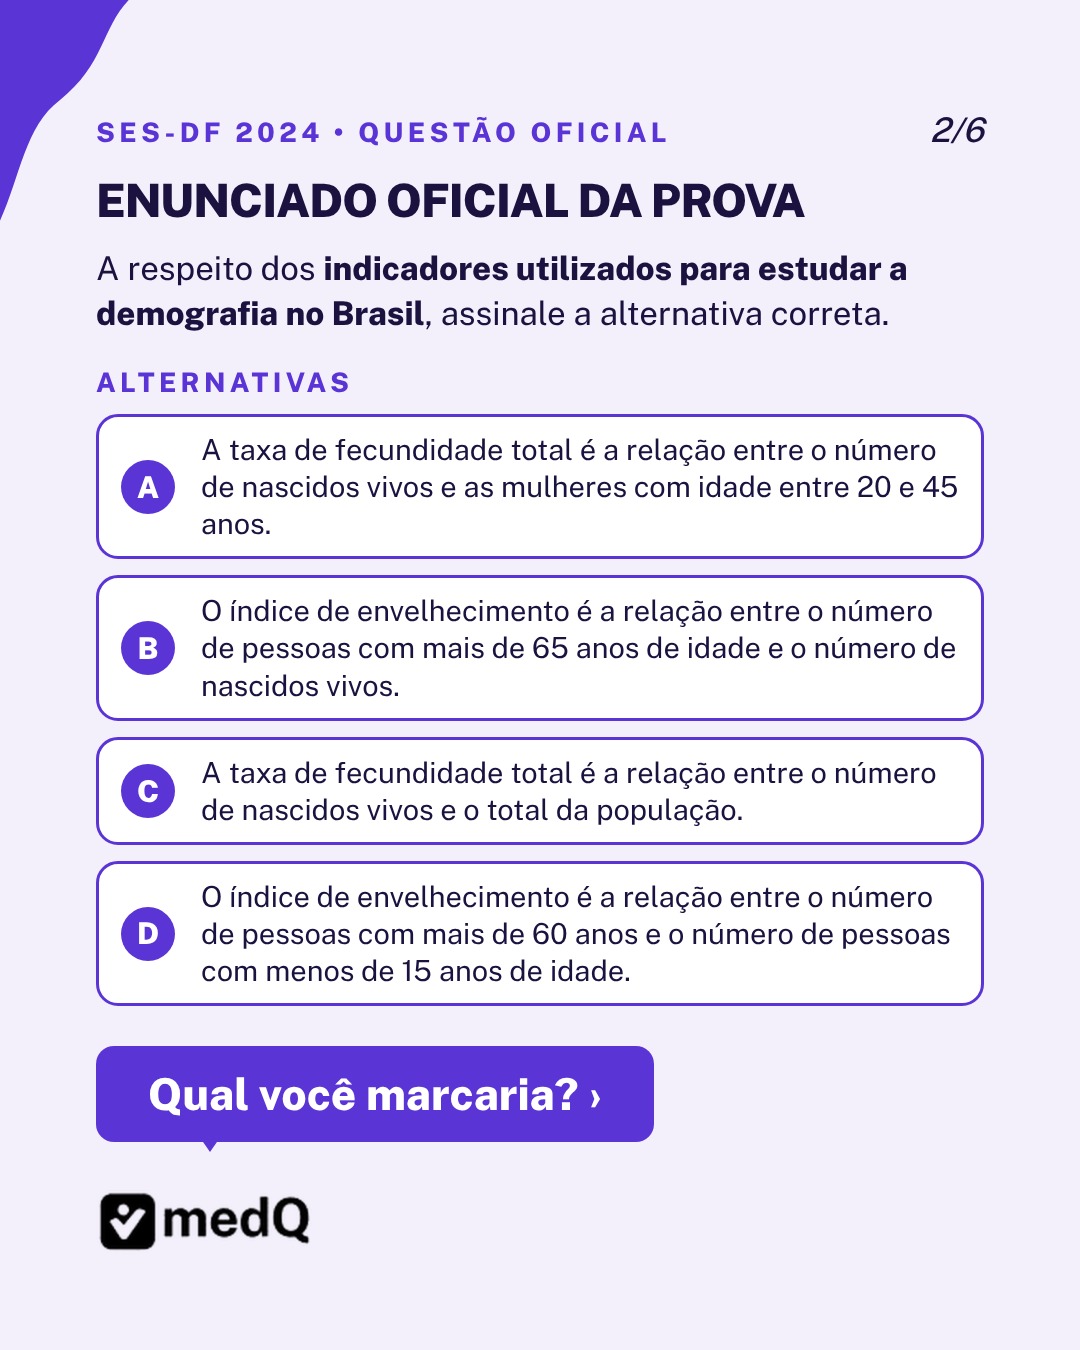 SES-DF 2024 • QUESTÃO OFICIAL
2/6
ENUNCIADO OFICIAL DA PROVA
A respeito dos indicadores utilizados para estudar a
demografia no Brasil, assinale a alternativa correta.
ALTERNATIVAS
A
A taxa de fecundidade total é a relação entre o número
de nascidos vivos e as mulheres com idade entre 20 e 45
anos.
B
O índice de envelhecimento é a relação entre o número
de pessoas com mais de 65 anos de idade e o número de
nascidos vivos.
C
A taxa de fecundidade total é a relação entre o número
de nascidos vivos e o total da população.
D
O índice de envelhecimento é a relação entre o número
de pessoas com mais de 60 anos e o número de pessoas
com menos de 15 anos de idade.
Qual você marcaria? ›
medQ